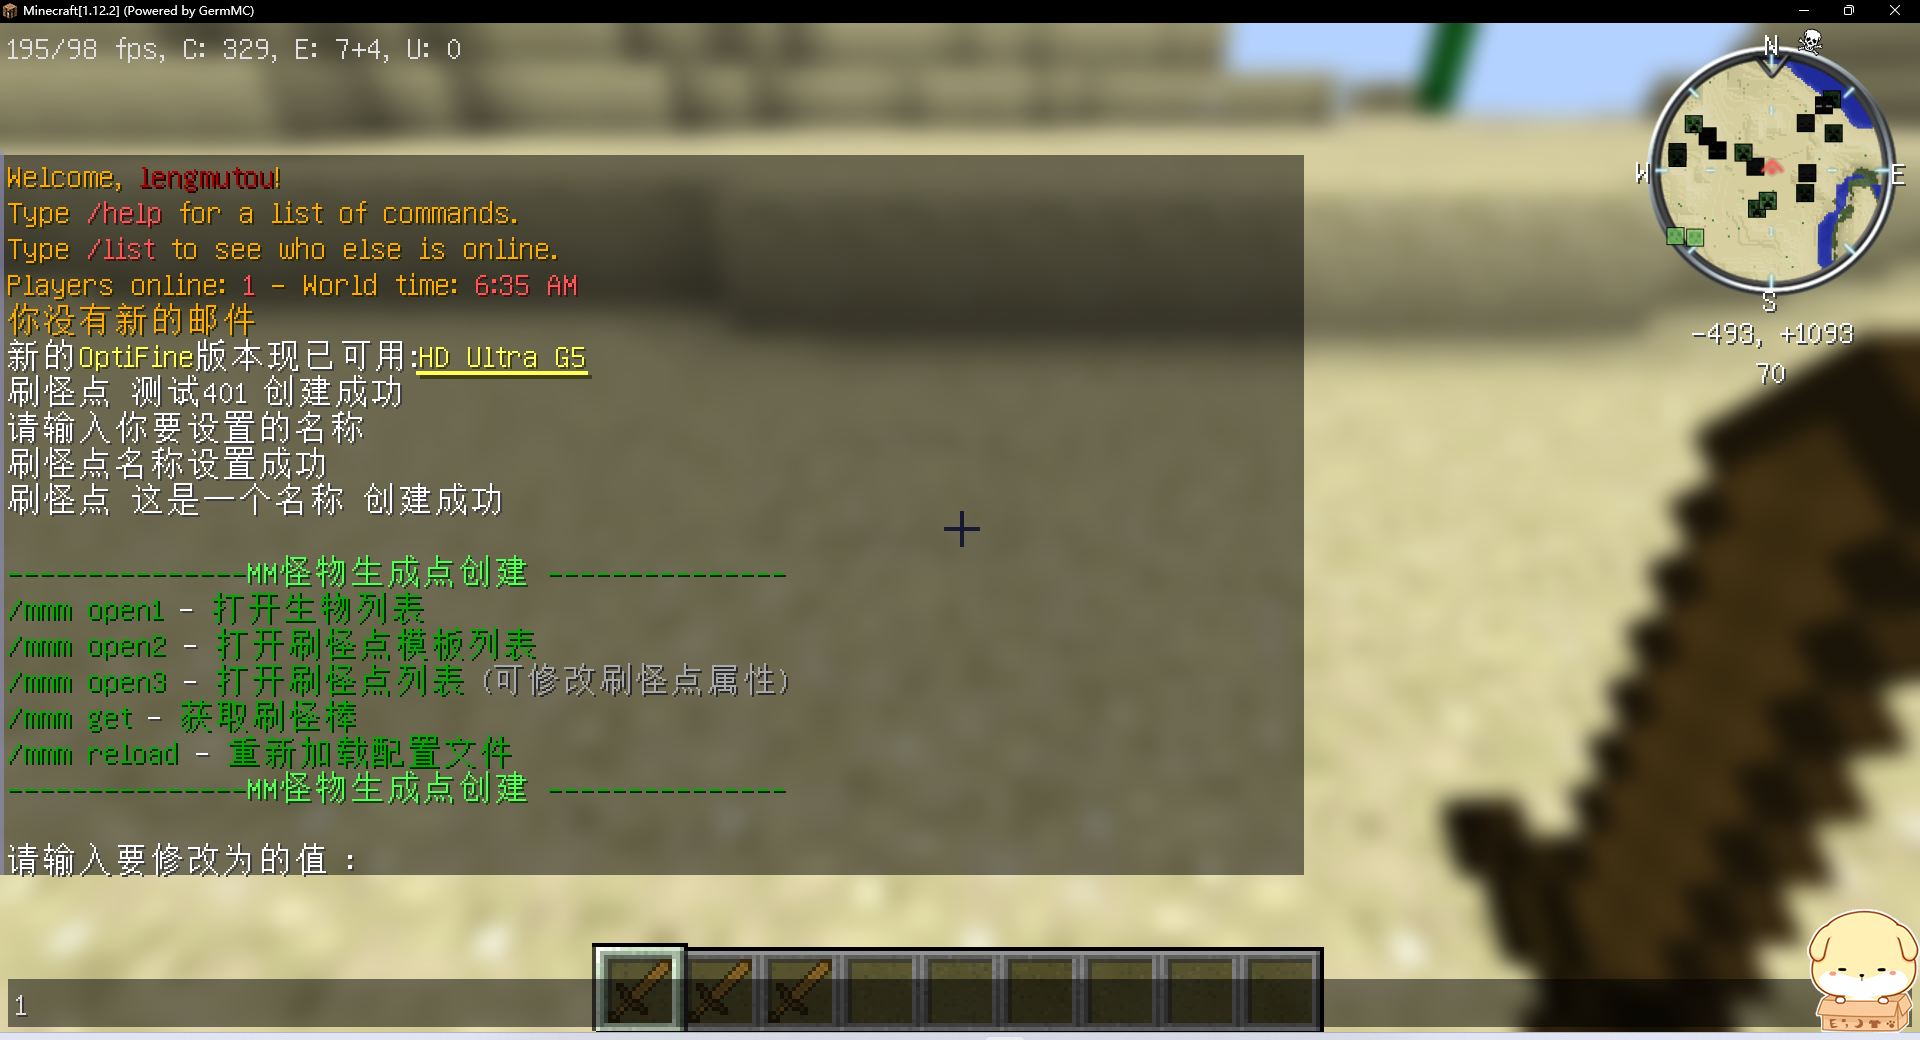 Minecraft[1.12.2] (Powered by GermMC)
195/98 fps, C: 329, E: 7+4, U: 0
N
W
E
S
-493, +1093
70
Welcome, lengmutou!
Type /help for a list of commands.
Type /list to see who else is online.
Players online: 1 - World time: 6:35 AM
你没有新的邮件
新的OptiFine版本现已可用:HD Ultra G5
刷怪点 测试401 创建成功
请输入你要设置的名称
刷怪点名称设置成功
刷怪点 这是一个名称 创建成功
---------------MM怪物生成点创建 ---------------
/mmm open1 - 打开生物列表
/mmm open2 - 打开刷怪点模板列表
/mmm open3 - 打开刷怪点列表 (可修改刷怪点属性)
/mmm get - 获取刷怪棒
/mmm reload - 重新加载配置文件
---------------MM怪物生成点创建 ---------------
请输入要修改为的值 :
1